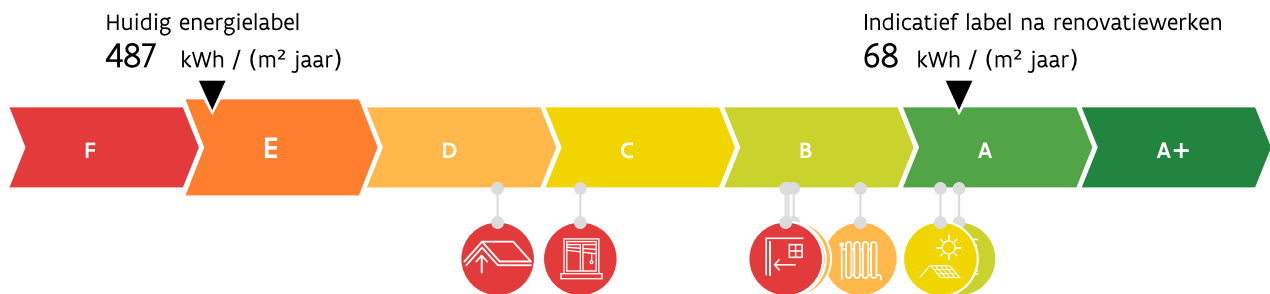 Huidig energielabel
487 kWh / (m² jaar)
Indicatief label na renovatiewerken
68 kWh / (m² jaar)
F
E
D
C
B
A
A+